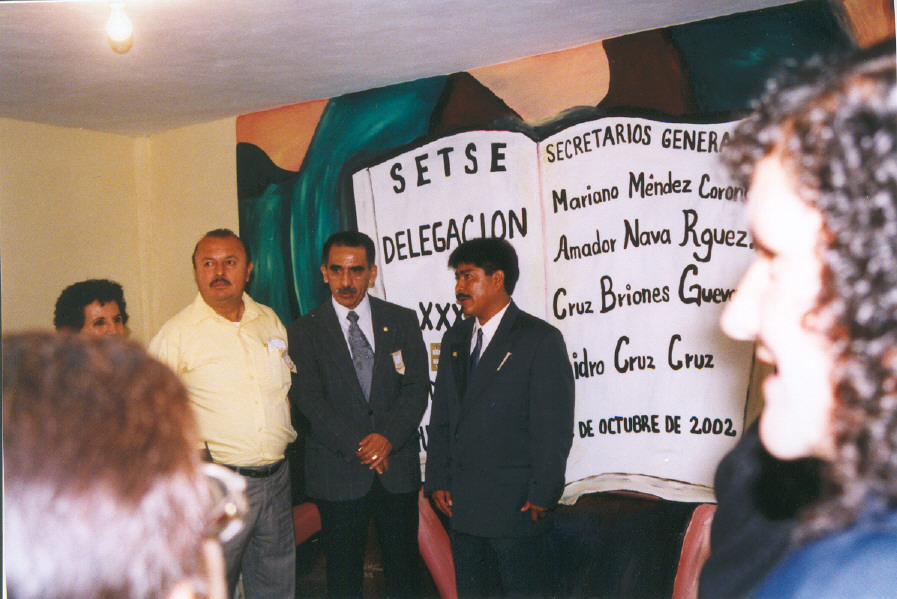 SETSE
DELEGACION
XXX
SECRETARIOS GENERA
Mariano Méndez Coron
Amador Nava Rguez.
Cruz Briones Guev
idro Cruz Cruz
DE OCTUBRE DE 2002